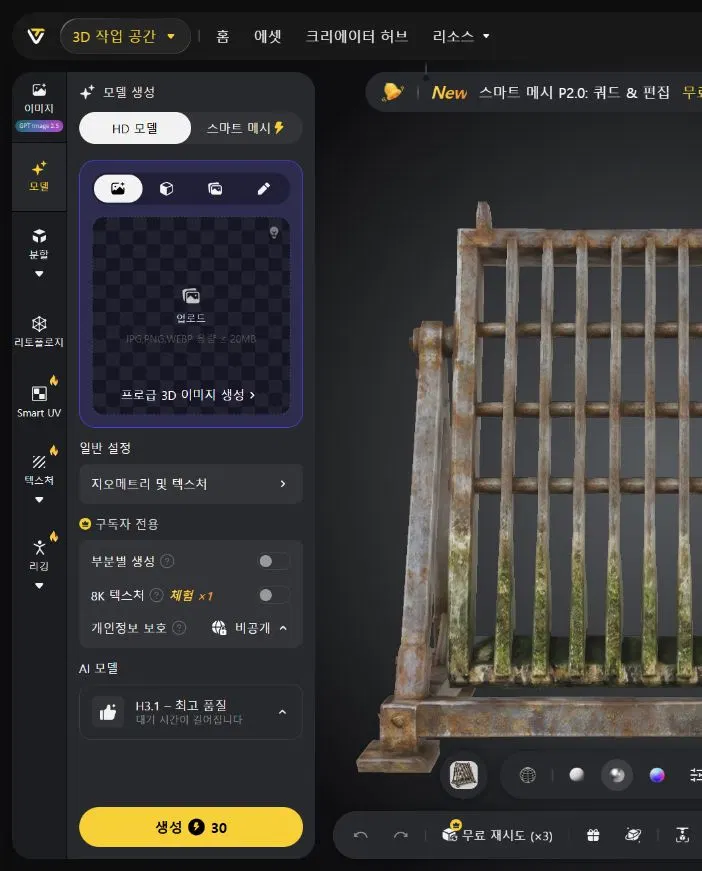 3D 작업 공간
홈
에셋
크리에이터 허브
리소스
New 스마트 메시 P2.0: 쿼드 & 편집 무료
이미지
GPT Image 2.5
모델
분할
리토폴로지
Smart UV
텍스처
리깅
모델 생성
HD 모델
스마트 메시
업로드
JPG,PNG,WEBP 용량 ≤ 20MB
프로급 3D 이미지 생성
일반 설정
지오메트리 및 텍스처
구독자 전용
부분별 생성
8K 텍스처 체험 ×1
개인정보 보호 비공개
AI 모델
H3.1 – 최고 품질
대기 시간이 길어집니다
생성 30
무료 재시도 (×3)